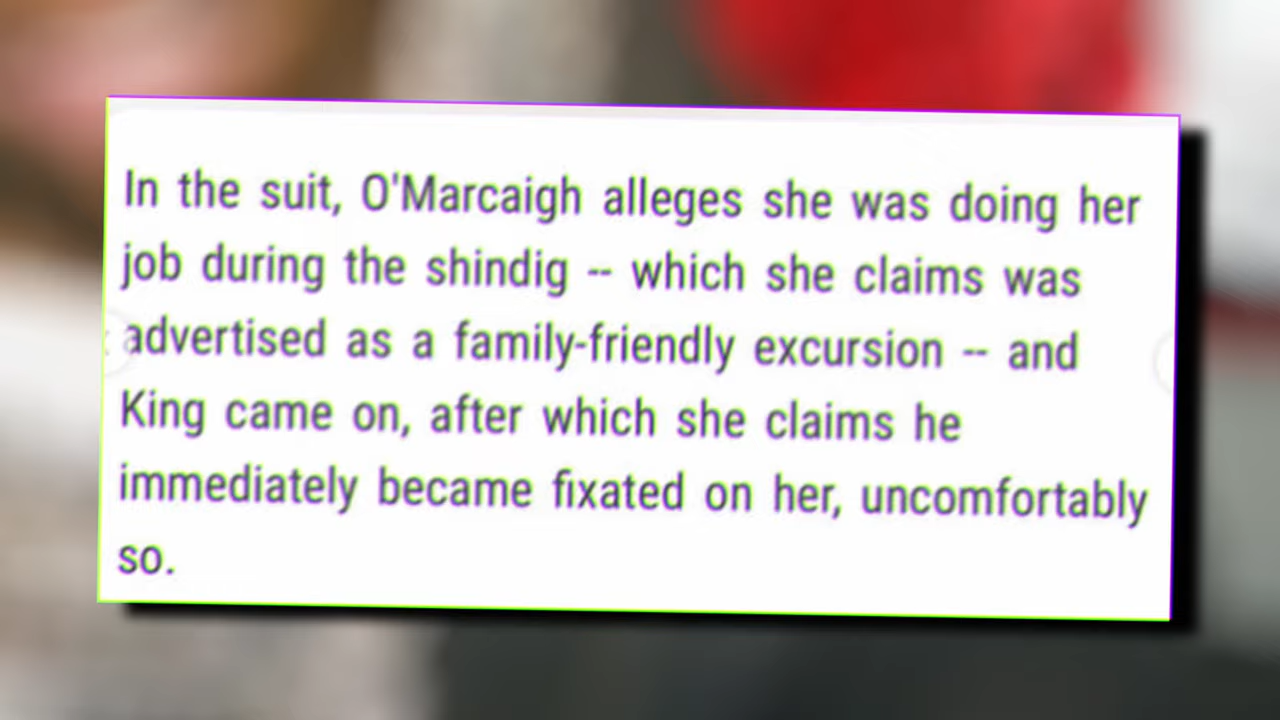 In the suit, O'Marcaigh alleges she was doing her
job during the shindig -- which she claims was
advertised as a family-friendly excursion -- and
King came on, after which she claims he
immediately became fixated on her, uncomfortably
so.